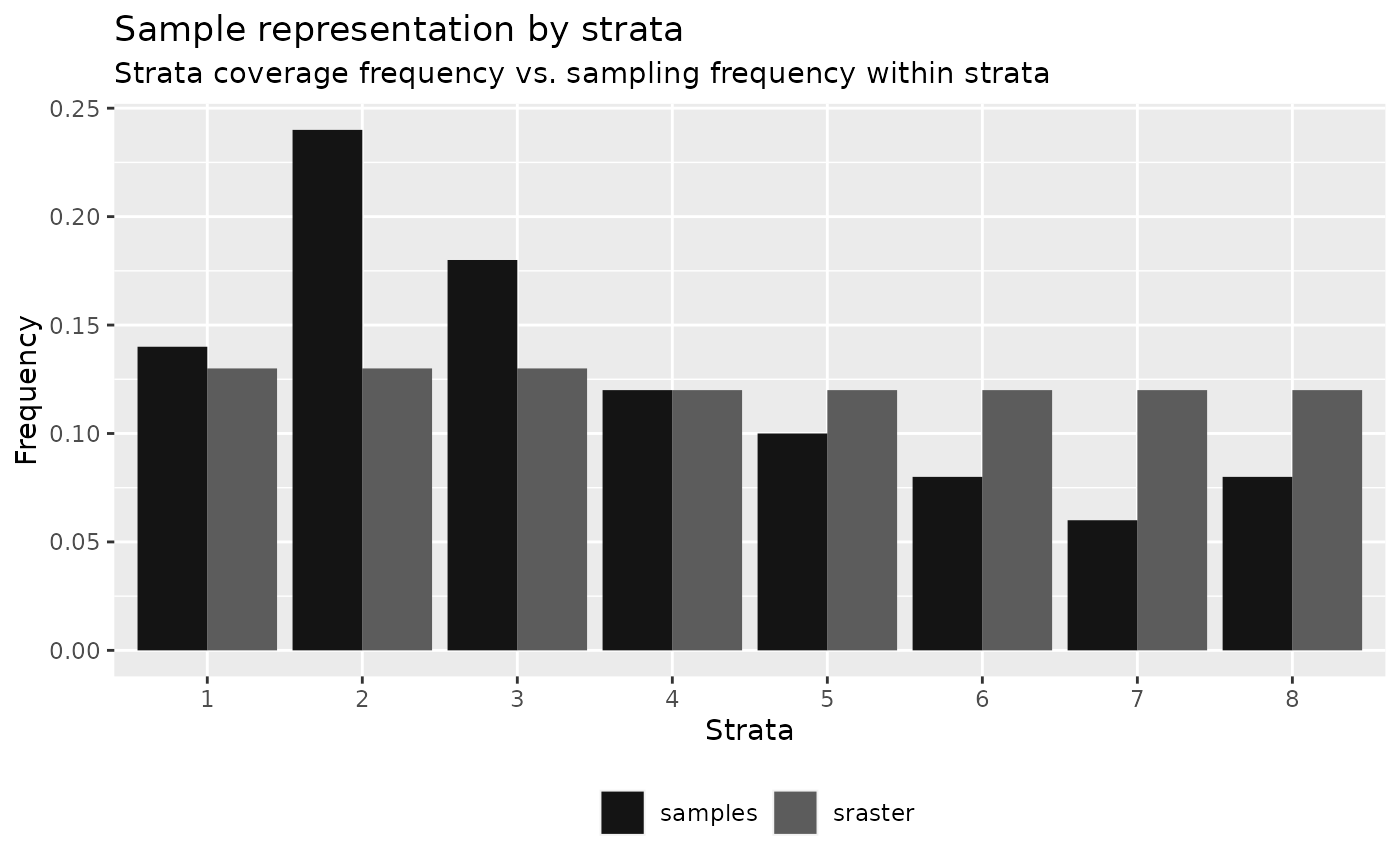 Sample representation by strata
Strata coverage frequency vs. sampling frequency within strata
0.25
0.20
0.15
0.10
0.05
0.00
Frequency
1 2 3 4 5 6 7 8
Strata
samples sraster